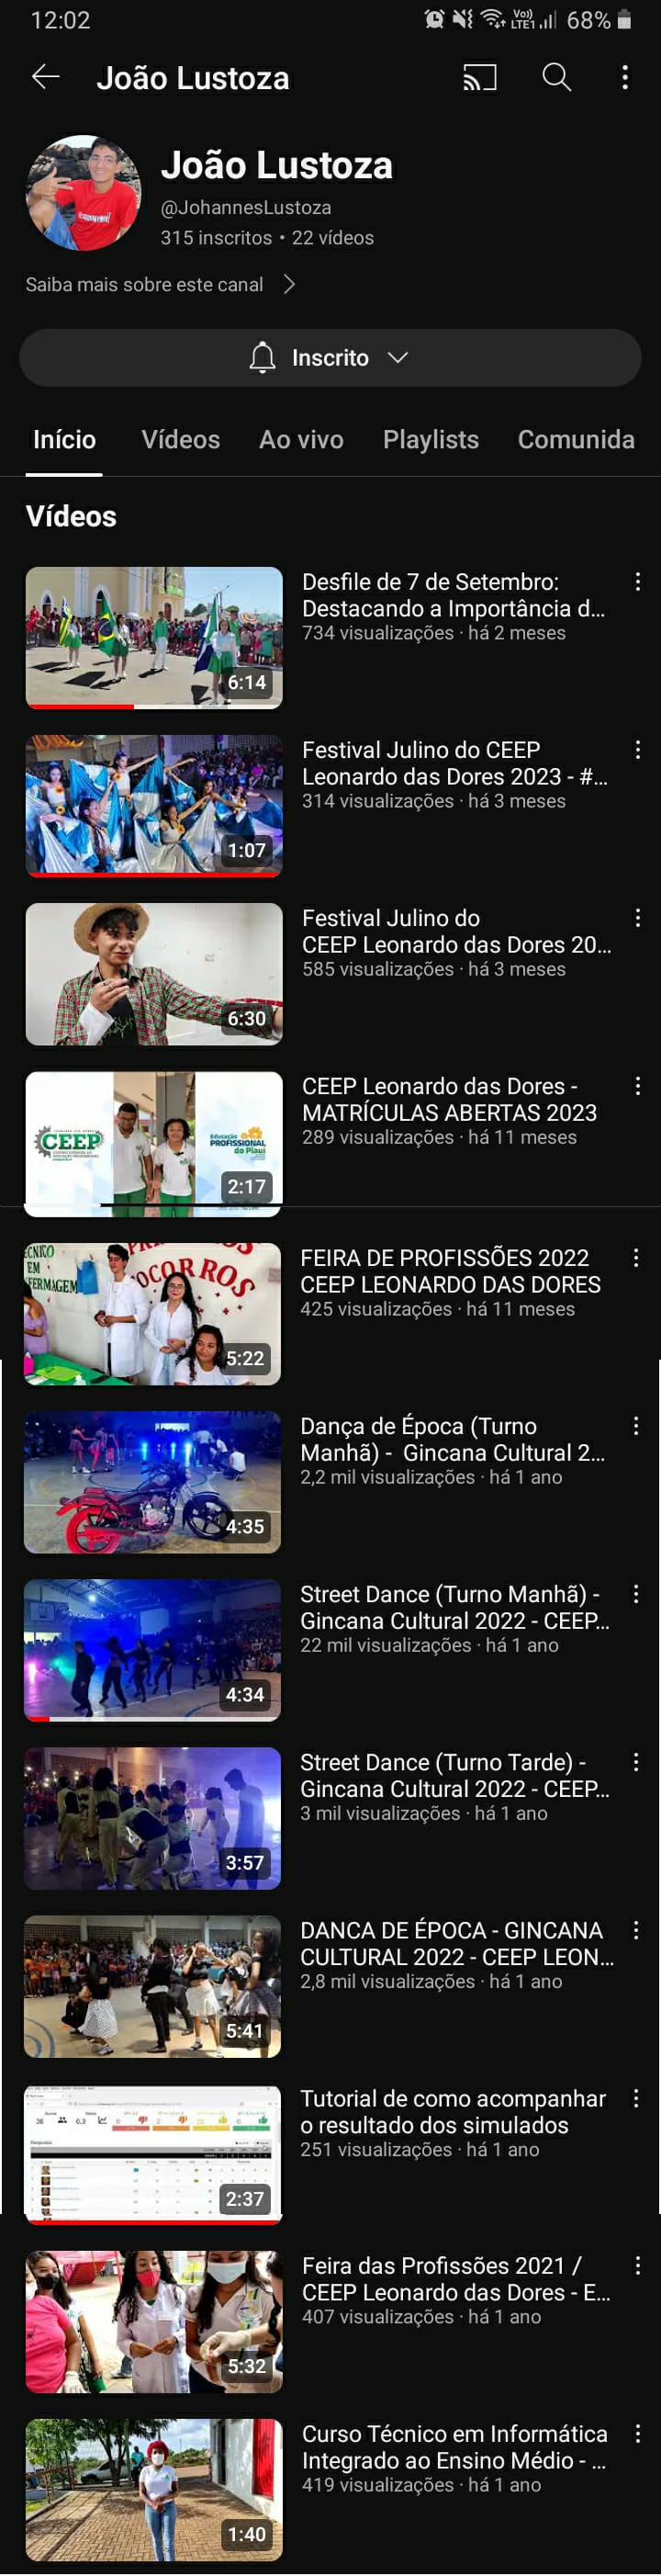 12:02
Vo))
LTE1
68%
João Lustoza
João Lustoza
@JohannesLustoza
315 inscritos • 22 vídeos
Saiba mais sobre este canal
Inscrito
Início Vídeos Ao vivo Playlists Comunida
Vídeos
6:14
Desfile de 7 de Setembro:
Destacando a Importância d...
734 visualizações · há 2 meses
1:07
Festival Julino do CEEP
Leonardo das Dores 2023 - #...
314 visualizações · há 3 meses
6:30
Festival Julino do
CEEP Leonardo das Dores 20...
585 visualizações · há 3 meses
CEEP
Educação
PROFISSIONAL
do Piauí
2:17
CEEP Leonardo das Dores -
MATRÍCULAS ABERTAS 2023
289 visualizações · há 11 meses
OCORROS
EM
5:22
FEIRA DE PROFISSÕES 2022
CEEP LEONARDO DAS DORES
425 visualizações · há 11 meses
4:35
Dança de Época (Turno
Manhã) - Gincana Cultural 2...
2,2 mil visualizações · há 1 ano
4:34
Street Dance (Turno Manhã) -
Gincana Cultural 2022 - CEEP...
22 mil visualizações · há 1 ano
3:57
Street Dance (Turno Tarde) -
Gincana Cultural 2022 - CEEP...
3 mil visualizações · há 1 ano
5:41
DANCA DE ÉPOCA - GINCANA
CULTURAL 2022 - CEEP LEON...
2,8 mil visualizações · há 1 ano
36 6.3
2:37
Tutorial de como acompanhar
o resultado dos simulados
251 visualizações · há 1 ano
5:32
Feira das Profissões 2021 /
CEEP Leonardo das Dores - E...
407 visualizações · há 1 ano
1:40
Curso Técnico em Informática
Integrado ao Ensino Médio - ...
419 visualizações · há 1 ano